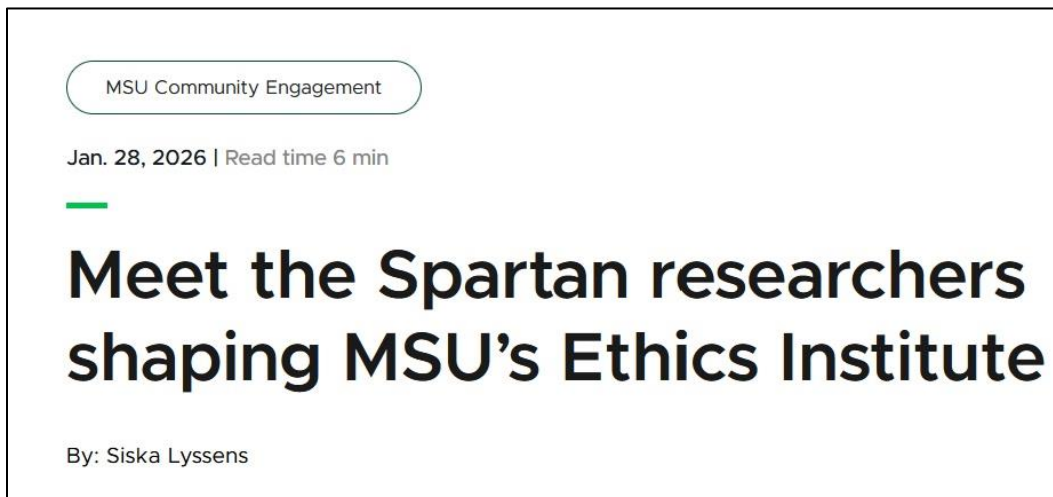 MSU Community Engagement
Jan. 28, 2026 | Read time 6 min
Meet the Spartan researchers
shaping MSU’s Ethics Institute
By: Siska Lyssens